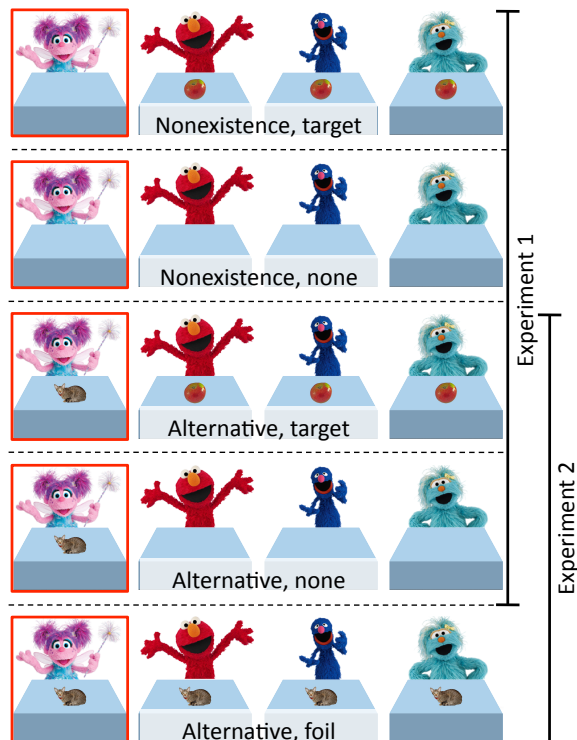 Nonexistence, target
Nonexistence, none
Alternative, target
Alternative, none
Alternative, foil
Experiment 1
Experiment 2